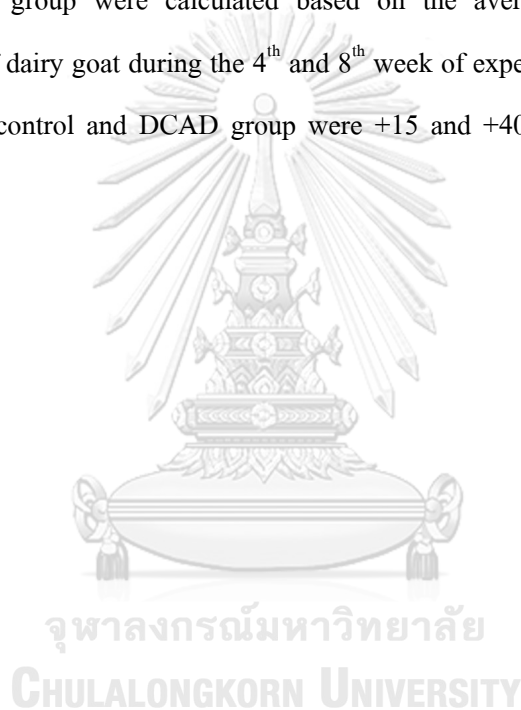 group were calculated based on the aver
dairy goat during the 4th and 8th week of expe
control and DCAD group were +15 and +40
จุฬาลงกรณ์มหาวิทยาลัย
CHULALONGKORN UNIVERSITY